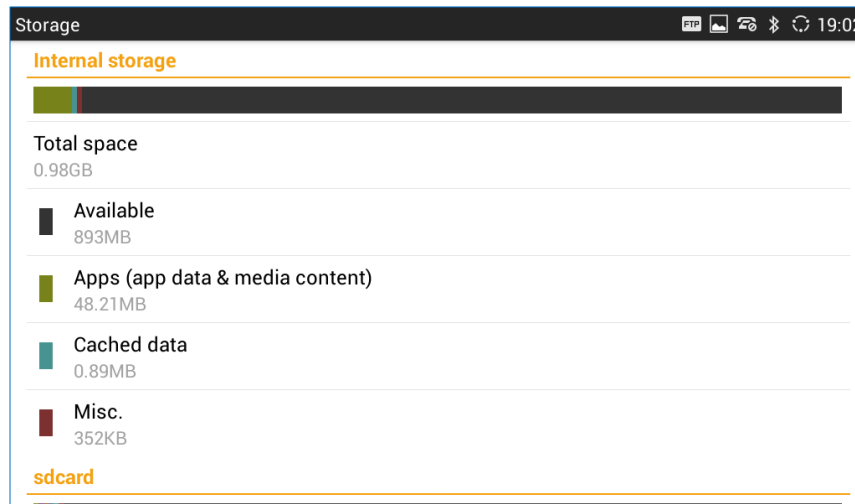 Storage FTP 19:02
Internal storage
Total space
0.98GB
Available
893MB
Apps (app data & media content)
48.21MB
Cached data
0.89MB
Misc.
352KB
sdcard